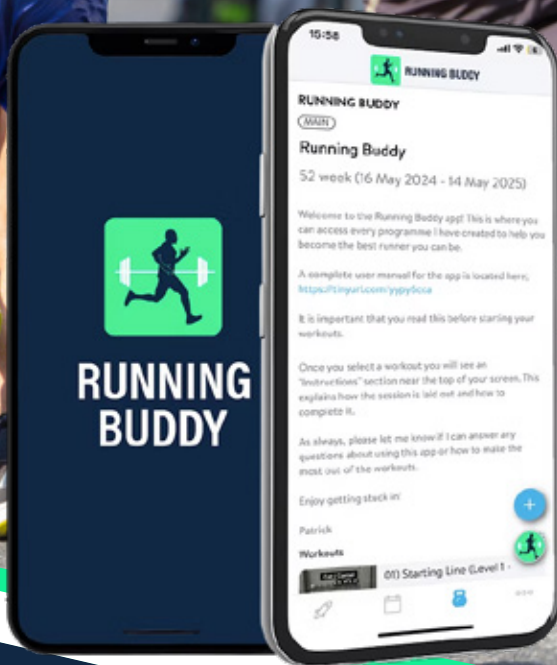 RUNNING
BUDDY
15:58
RUNNING BUDDY
RUNNING BUDDY
MAIN
Running Buddy
52 week (16 May 2024 - 14 May 2025)
Welcome to the Running Buddy app! This is where you
can access every programme I have created to help you
become the best runner you can be.
A complete user manual for the app is located here,
It is important that you read this before starting your
workouts.
Once you select a workout you will see an
"Instructions" section near the top of your screen. This
explains how the session is laid out and how to
complete it.
As always, please let me know if I can answer any
questions about using this app or how to make the
most out of the workouts.
Enjoy getting stuck in!
Patrick
Workouts
01) Starting Line (Level 1 -